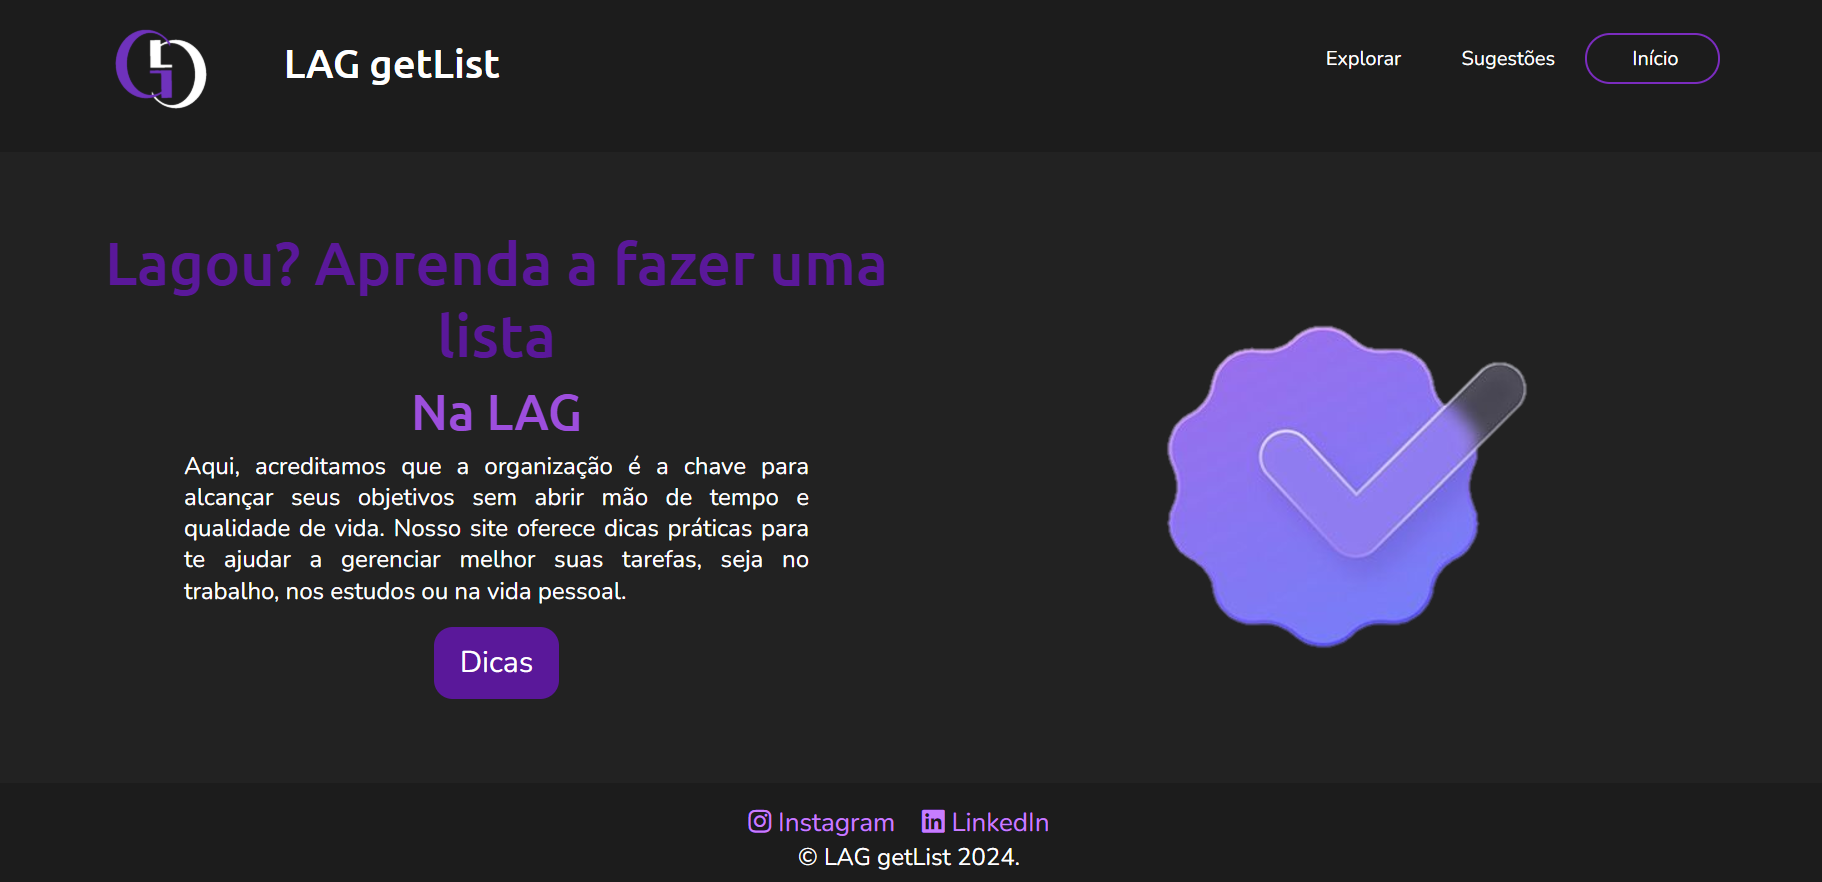 LAG getList
Explorar
Sugestões
Início
Lagou? Aprenda a fazer uma
lista
Na LAG
Aqui, acreditamos que a organização é a chave para
alcançar seus objetivos sem abrir mão de tempo e
qualidade de vida. Nosso site oferece dicas práticas para
te ajudar a gerenciar melhor suas tarefas, seja no
trabalho, nos estudos ou na vida pessoal.
Dicas
Instagram
LinkedIn
© LAG getList 2024.